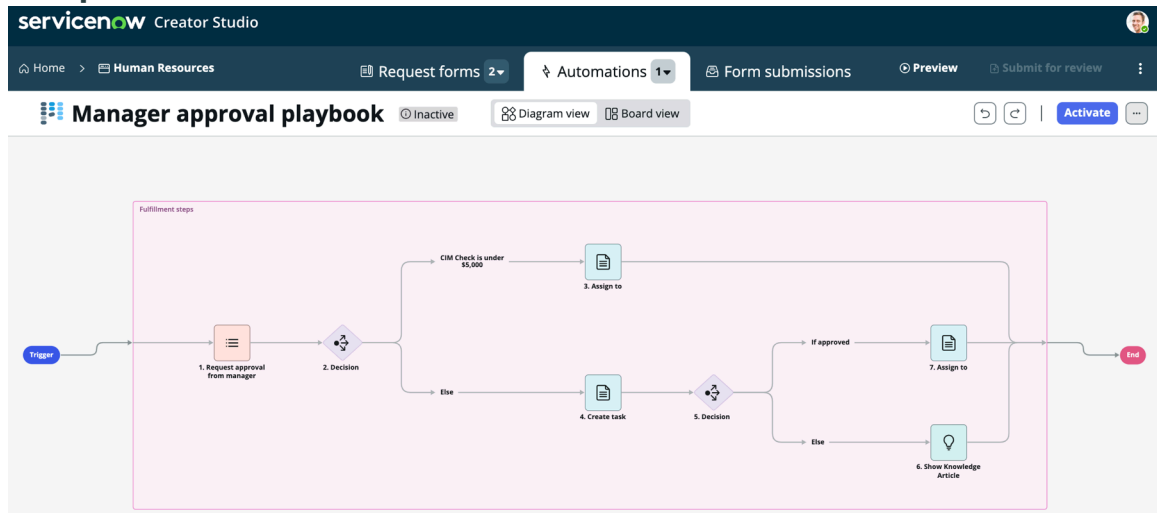 servicenow Creator Studio
Home > Human Resources
Request forms 2
Automations 1
Form submissions
Preview
Submit for review
Manager approval playbook
Inactive
Diagram view
Board view
Activate
Fulfillment steps
Trigger
1. Request approval
from manager
2. Decision
CIM Check is under
$5,000
3. Assign to
Else
4. Create task
5. Decision
If approved
7. Assign to
Else
6. Show Knowledge
Article
End